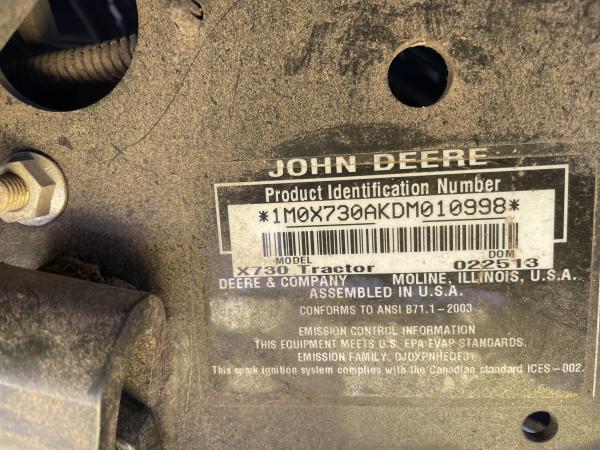 JOHN DEERE
Product Identification Number
*1M0X730AKDM010998*
MODEL DOM
X730 Tractor 022513
DEERE & COMPANY MOLINE, ILLINOIS, U.S.A.
ASSEMBLED IN U.S.A.
CONFORMS TO ANSI B71.1-2003
EMISSION CONTROL INFORMATION
THIS EQUIPMENT MEETS U.S. EPA EVAP STANDARDS.
EMISSION FAMILY:
This spark ignition system complies with the Canadian standard ICES-002.